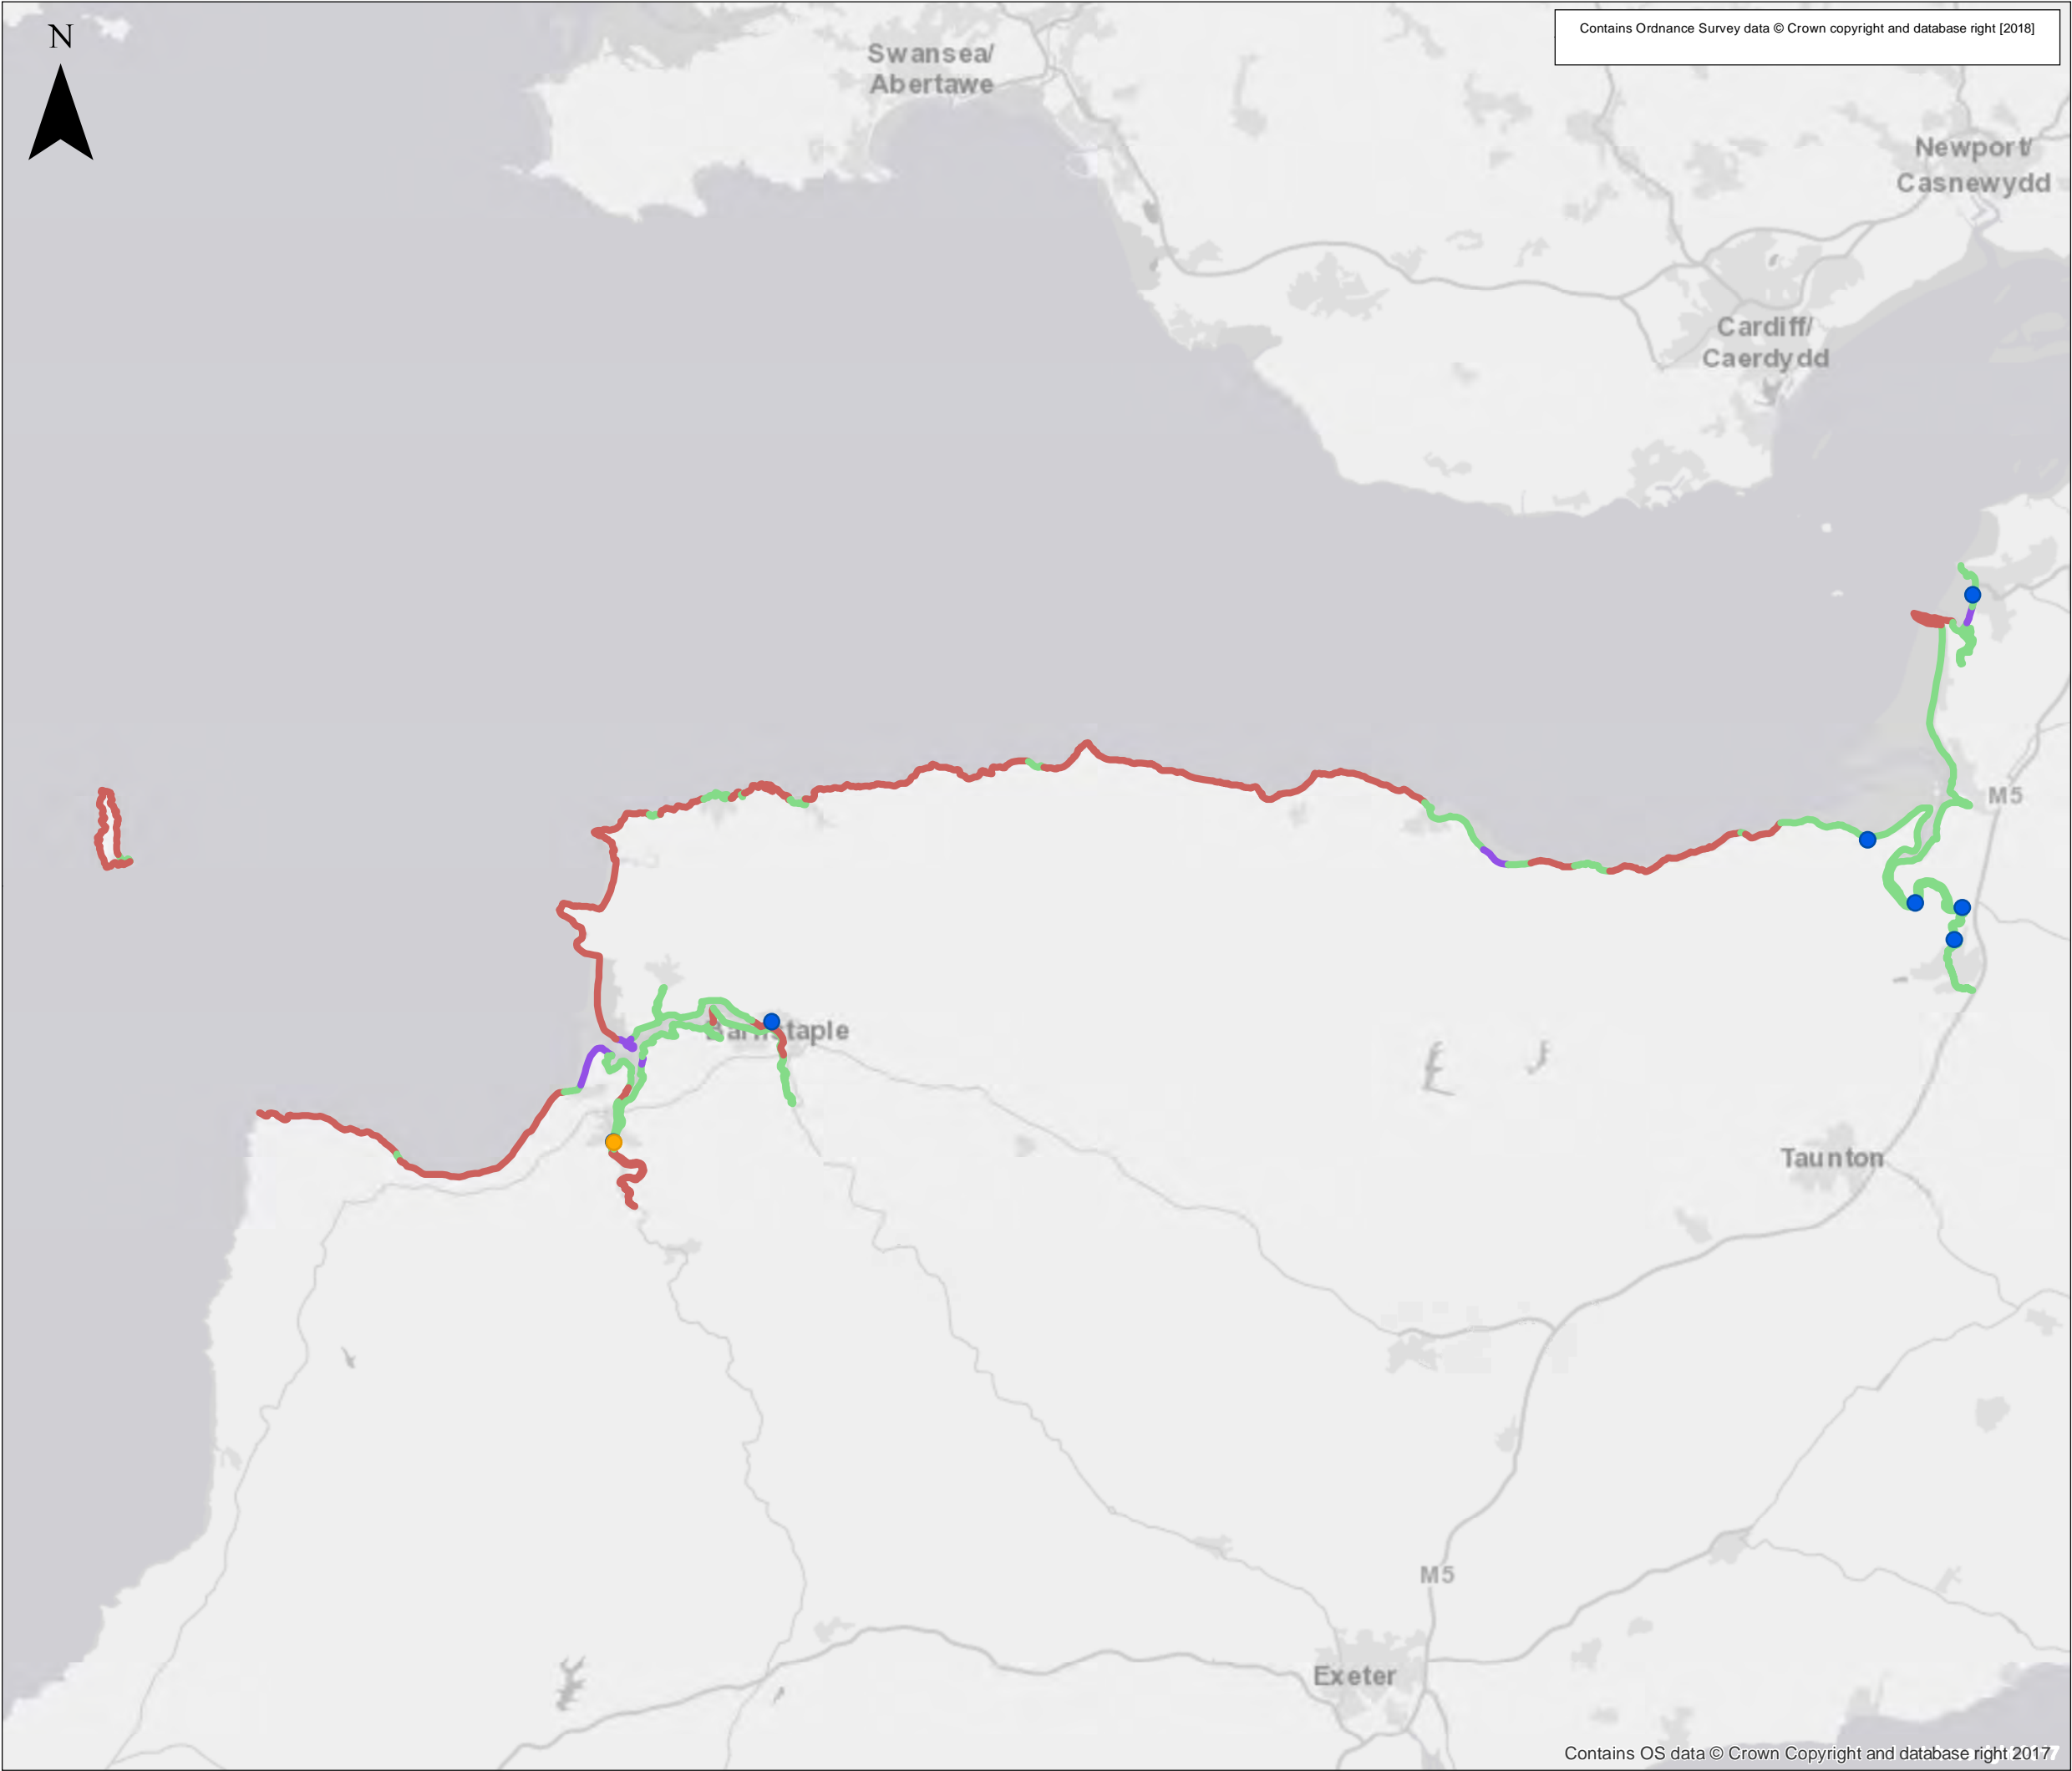 N
Contains Ordnance Survey data © Crown copyright and database right [2018]
Swansea/
Abertawe
Newport/
Casnewydd
Cardiff/
Caerdydd
M5
Barnstaple
Taunton
M5
Exeter
Contains OS data © Crown Copyright and database right 2017